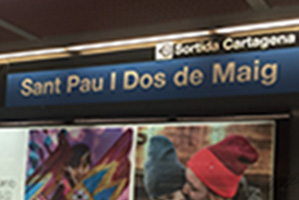 Sortida Cartagena
Sant Pau I Dos de Maig